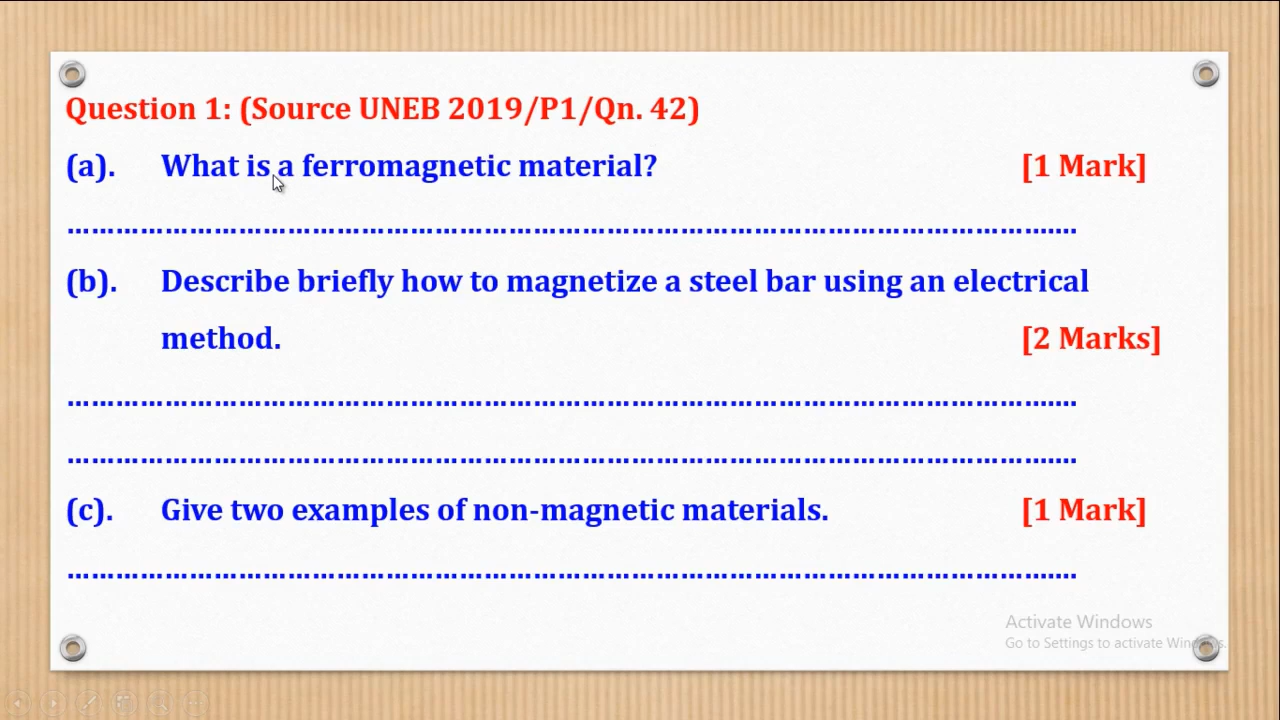 Question 1: (Source UNEB 2019/P1/Qn. 42)
(a). What is a ferromagnetic material? [1 Mark]
……………………………………………………………………………………………………………….....
(b). Describe briefly how to magnetize a steel bar using an electrical
method. [2 Marks]
……………………………………………………………………………………………………………….....
……………………………………………………………………………………………………………….....
(c). Give two examples of non-magnetic materials. [1 Mark]
……………………………………………………………………………………………………………….....
Activate Windows
Go to Settings to activate Windows.